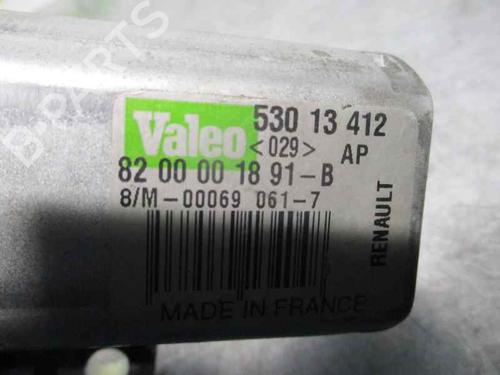 Valeo 530 13 412
<029> AP
82 00 00 18 91-B
8/M-00069 061-7
RENAULT
MADE IN FRANCE